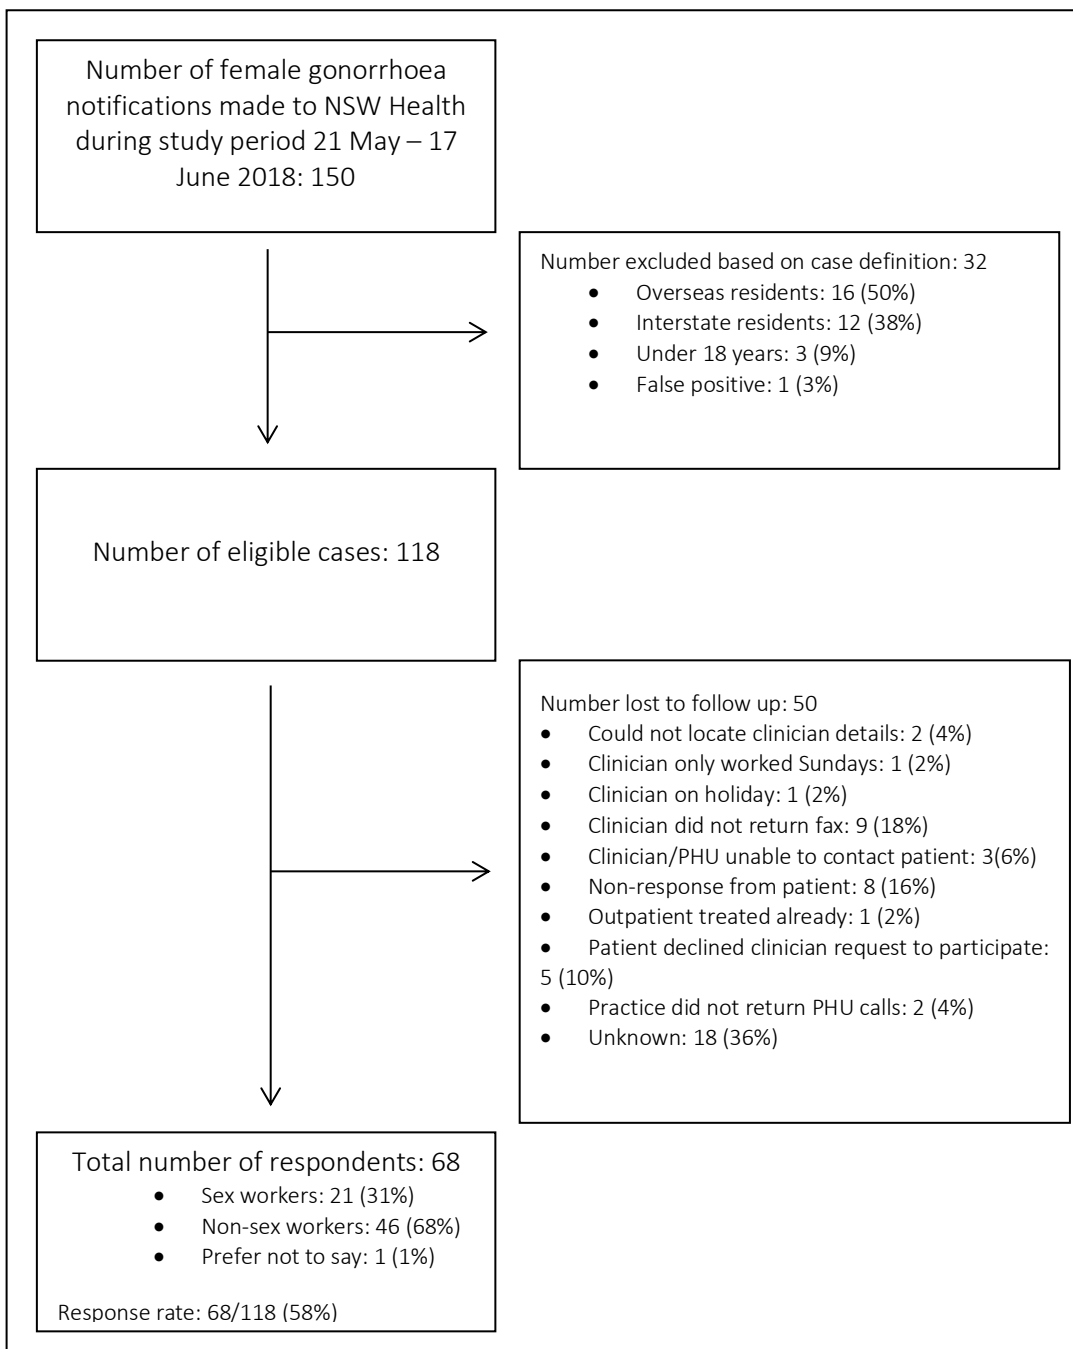 Number of female gonorrhoea
notifications made to NSW Health
during study period 21 May – 17
June 2018: 150
Number excluded based on case definition: 32
• Overseas residents: 16 (50%)
• Interstate residents: 12 (38%)
• Under 18 years: 3 (9%)
• False positive: 1 (3%)
Number of eligible cases: 118
Number lost to follow up: 50
• Could not locate clinician details: 2 (4%)
• Clinician only worked Sundays: 1 (2%)
• Clinician on holiday: 1 (2%)
• Clinician did not return fax: 9 (18%)
• Clinician/PHU unable to contact patient: 3(6%)
• Non-response from patient: 8 (16%)
• Outpatient treated already: 1 (2%)
• Patient declined clinician request to participate:
5 (10%)
• Practice did not return PHU calls: 2 (4%)
• Unknown: 18 (36%)
Total number of respondents: 68
• Sex workers: 21 (31%)
• Non-sex workers: 46 (68%)
• Prefer not to say: 1 (1%)
Response rate: 68/118 (58%)